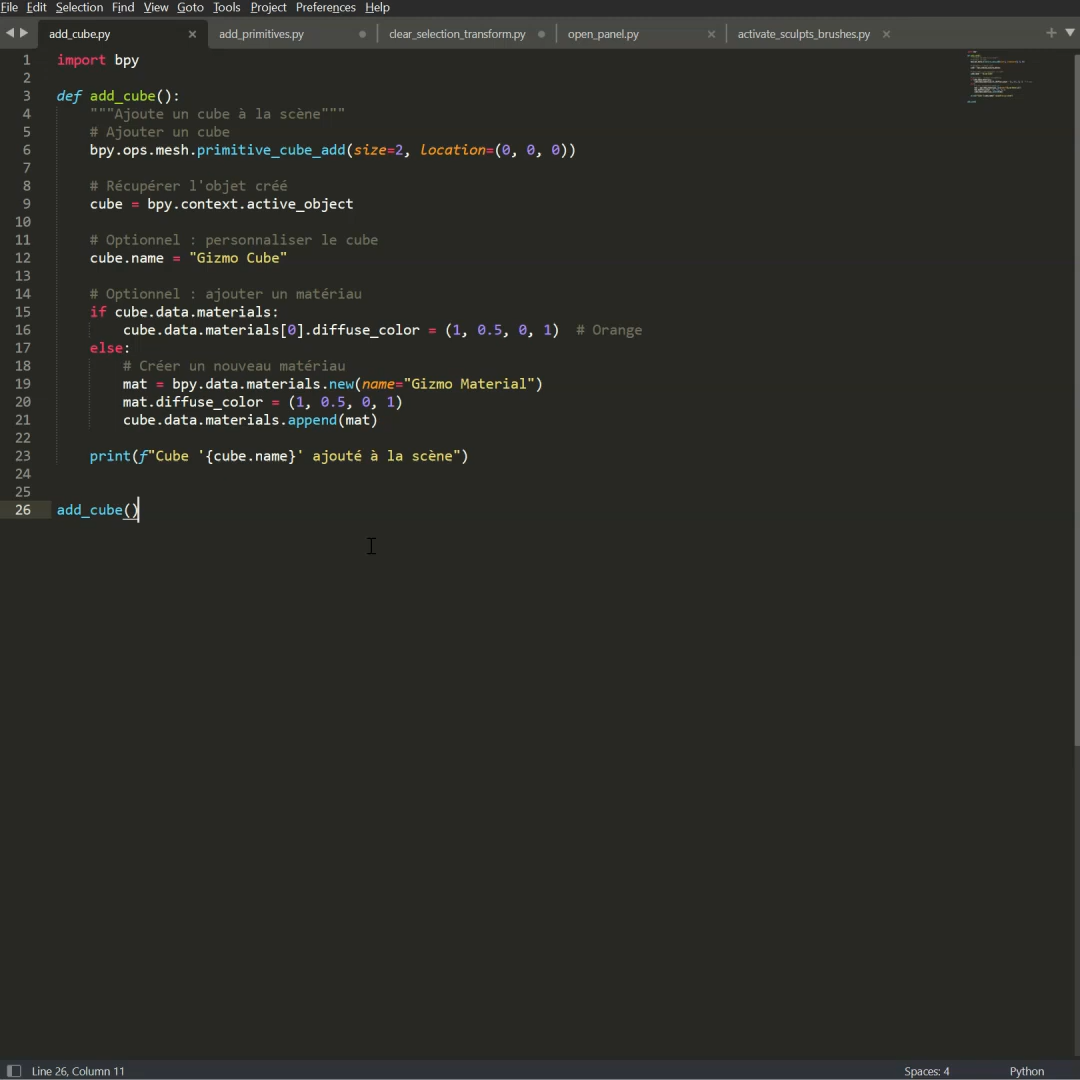 File Edit Selection Find View Goto Tools Project Preferences Help
add_cube.py × add_primitives.py clear_selection_transform.py open_panel.py × activate_sculpts_brushes.py × +
1 import bpy
2
3 def add_cube():
4     """Ajoute un cube à la scène"""
5     # Ajouter un cube
6     bpy.ops.mesh.primitive_cube_add(size=2, location=(0, 0, 0))
7
8     # Récupérer l'objet créé
9     cube = bpy.context.active_object
10
11     # Optionnel : personnaliser le cube
12     cube.name = "Gizmo Cube"
13
14     # Optionnel : ajouter un matériau
15     if cube.data.materials:
16         cube.data.materials[0].diffuse_color = (1, 0.5, 0, 1)  # Orange
17     else:
18         # Créer un nouveau matériau
19         mat = bpy.data.materials.new(name="Gizmo Material")
20         mat.diffuse_color = (1, 0.5, 0, 1)
21         cube.data.materials.append(mat)
22
23     print(f"Cube '{cube.name}' ajouté à la scène")
24
25
26 add_cube()
Line 26, Column 11 Spaces: 4 Python